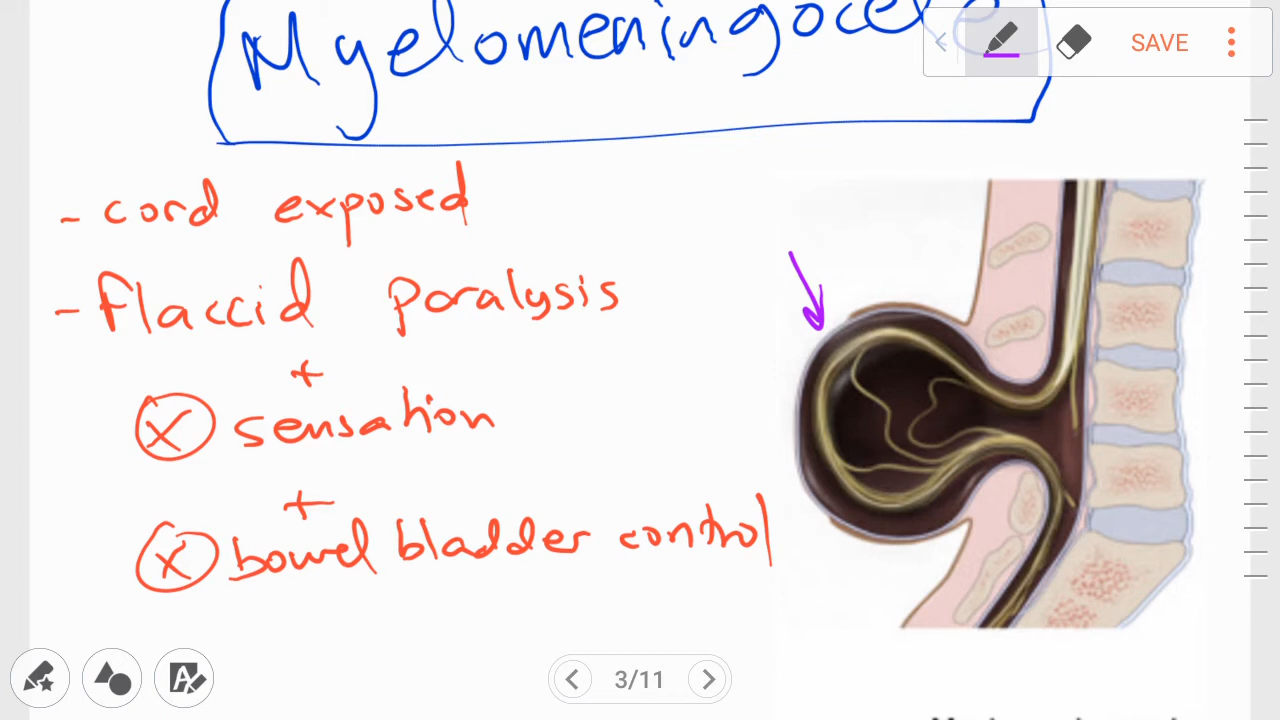 Myelomeningocele
SAVE
- cord exposed
- flaccid paralysis
+
ⓧ sensation
+
ⓧ bowel bladder control
3/11